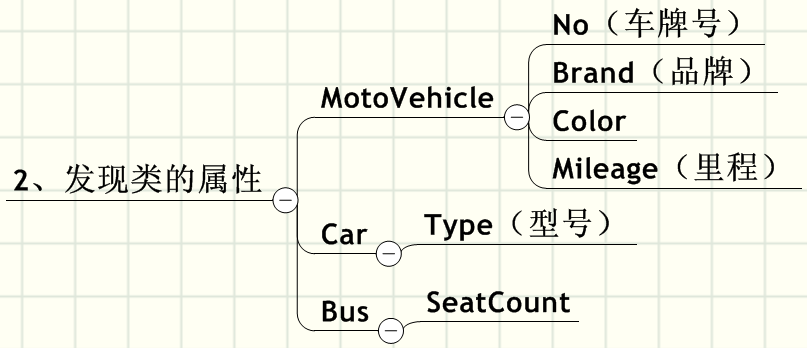 2、发现类的属性
MotoVehicle
No（车牌号）
Brand（品牌）
Color
Mileage（里程）
Car
Type（型号）
Bus
SeatCount